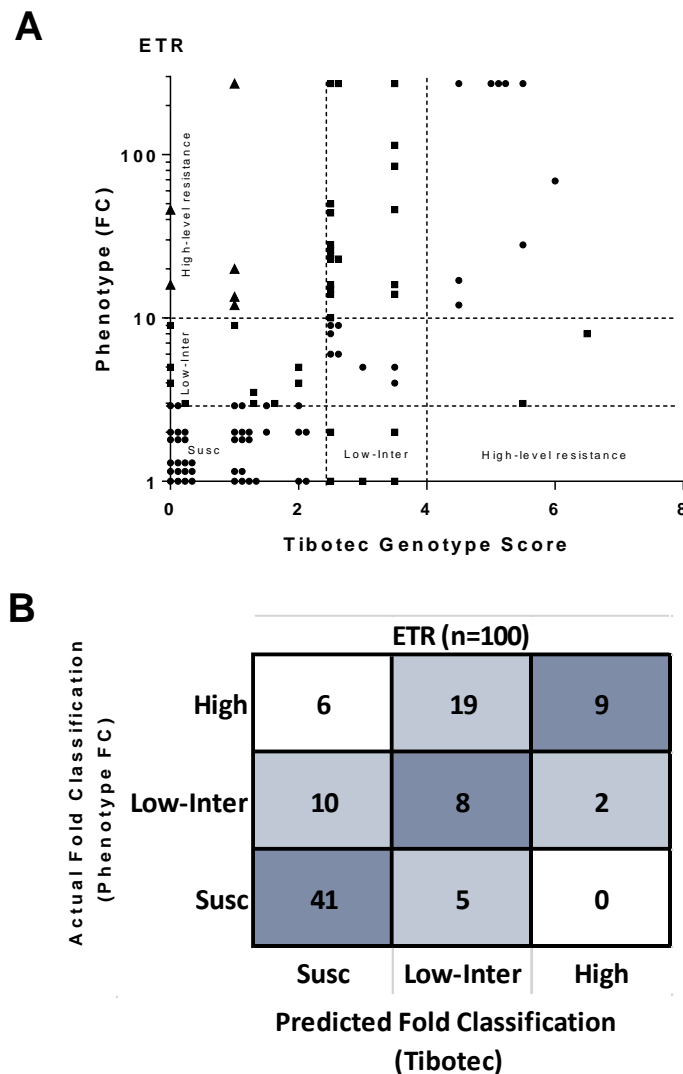 A
ETR
Phenotype (FC)
100
10
1
High-level resistance
Low-Inter
Susc
Low-Inter
High-level resistance
0
2
4
6
8
Tibotec Genotype Score
B
ETR (n=100)
Actual Fold Classification
(Phenotype FC)
High
6
19
9
Low-Inter
10
8
2
Susc
41
5
0
Susc
Low-Inter
High
Predicted Fold Classification
(Tibotec)